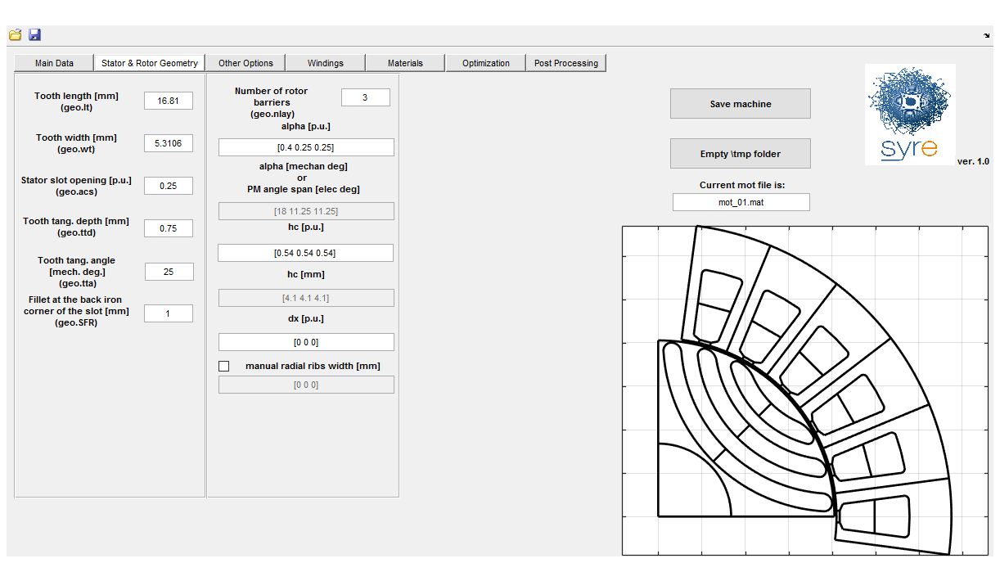 Main Data
Stator & Rotor Geometry
Other Options
Windings
Materials
Optimization
Post Processing
Tooth length [mm]
(geo.lt)
16.81
Tooth width [mm]
(geo.wt)
5.3106
Stator slot opening [p.u.]
(geo.acs)
0.25
Tooth tang. depth [mm]
(geo.ttd)
0.75
Tooth tang. angle
[mech. deg.]
(geo.tta)
25
Fillet at the back iron
corner of the slot [mm]
(geo.SFR)
1
Number of rotor
barriers
(geo.nlay)
3
alpha [p.u.]
[0.4 0.25 0.25]
alpha [mechan deg]
or
PM angle span [elec deg]
[18 11.25 11.25]
hc [p.u.]
[0.54 0.54 0.54]
hc [mm]
[4.1 4.1 4.1]
dx [p.u.]
[0 0 0]
manual radial ribs width [mm]
[0 0 0]
Save machine
Empty \tmp folder
Current mot file is:
mot_01.mat
syre
ver. 1.0